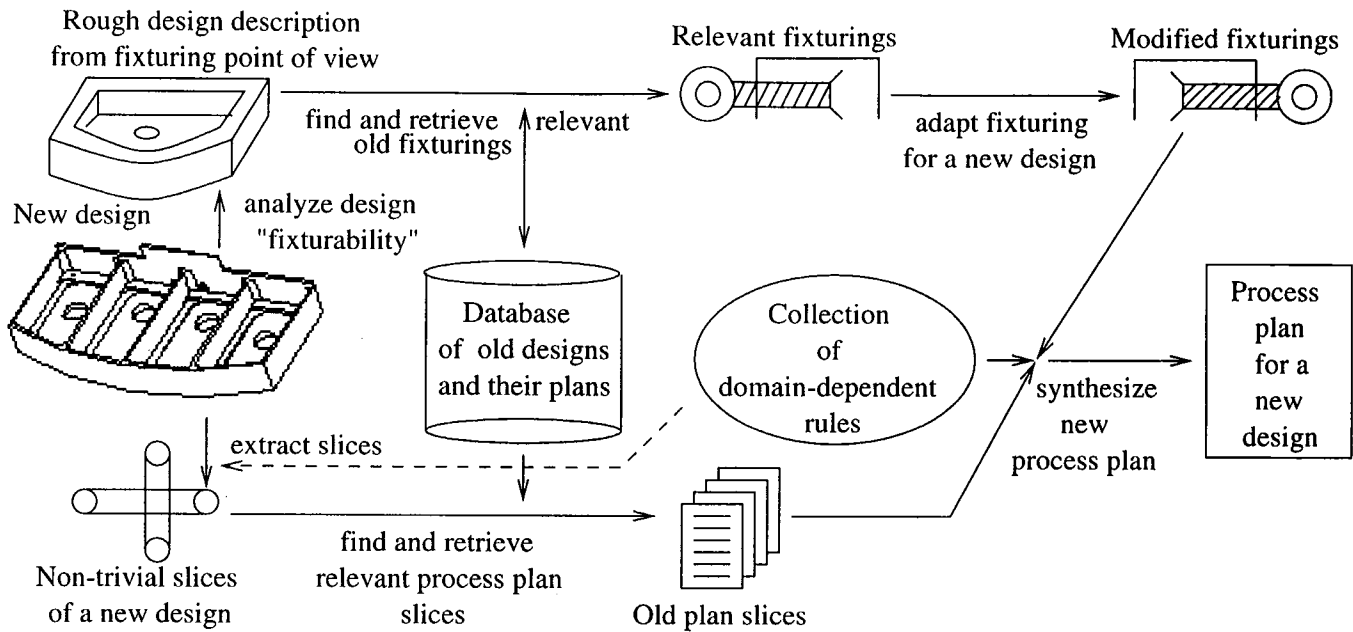 Rough design description
from fixturing point of view
Relevant fixturings
Modified fixturings
find and retrieve relevant
old fixturings
adapt fixturing
for a new design
New design
analyze design
"fixturability"
Database
of old designs
and their plans
Collection
of
domain-dependent
rules
Process
plan
for a
new
design
synthesize
new
process plan
extract slices
find and retrieve
relevant process plan
slices
Non-trivial slices
of a new design
Old plan slices